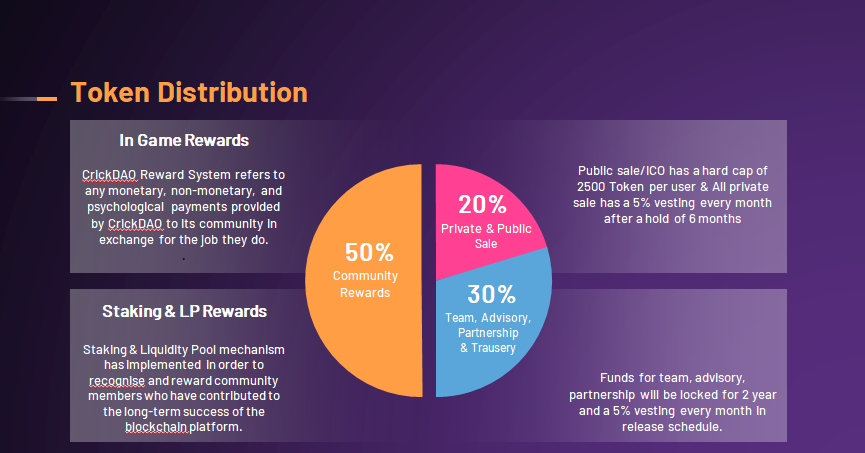 Token Distribution
In Game Rewards
CrickDAO Reward System refers to
any monetary, non-monetary, and
psychological payments provided
by CrickDAO to its community in
exchange for the job they do.
.
Staking & LP Rewards
Staking & Liquidity Pool mechanism
has implemented in order to
recognise and reward community
members who have contributed to
the long-term success of the
blockchain platform.
50%
Community
Rewards
20%
Private & Public
Sale
30%
Team, Advisory,
Partnership
& Trausery
Public sale/ICO has a hard cap of
2500 Token per user & All private
sale has a 5% vesting every month
after a hold of 6 months
Funds for team, advisory,
partnership will be locked for 2 year
and a 5% vesting every month in
release schedule.